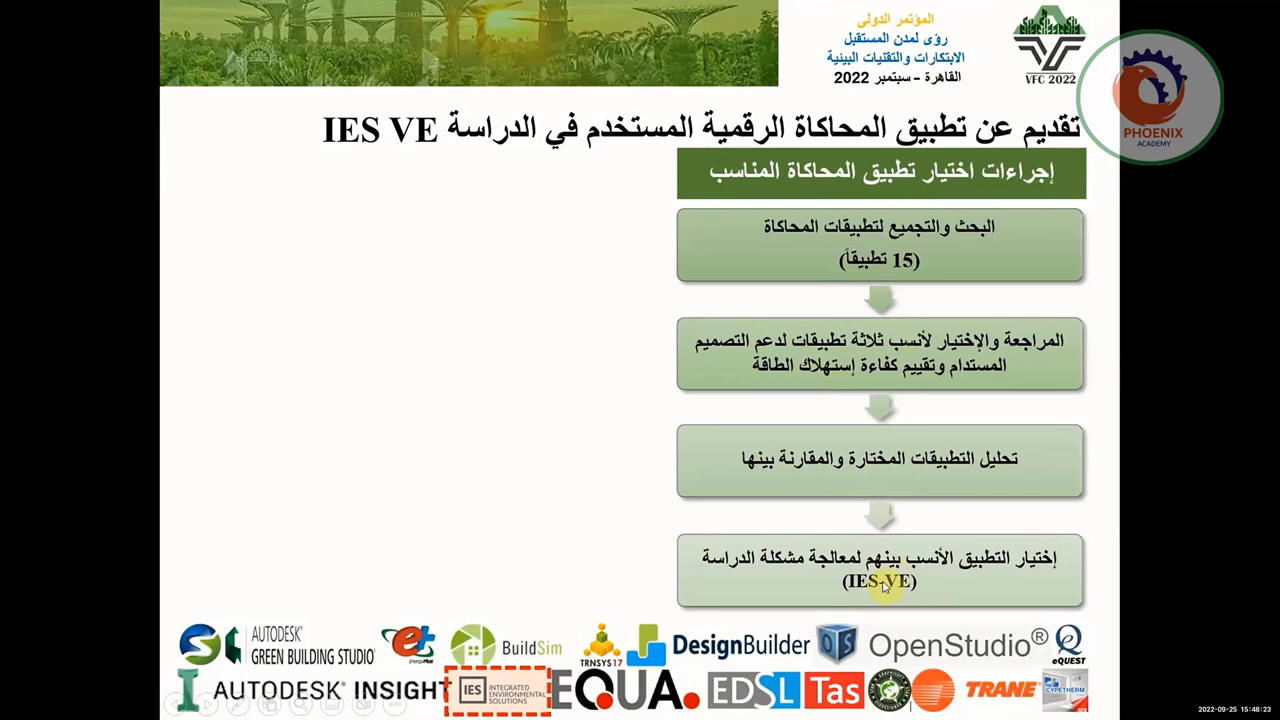 المؤتمر الدولى
رؤى لمدن المستقبل
الابتكارات والتقنيات البينية
القاهرة – سبتمبر 2022
VFC 2022
PHOENIX
ACADEMY
تقديم عن تطبيق المحاكاة الرقمية المستخدم في الدراسة IES VE
إجراءات اختيار تطبيق المحاكاة المناسب
البحث والتجميع لتطبيقات المحاكاة
(15 تطبيقاً)
المراجعة والإختيار لأنسب ثلاثة تطبيقات لدعم التصميم
المستدام وتقييم كفاءة إستهلاك الطاقة
تحليل التطبيقات المختارة والمقارنة بينها
إختيار التطبيق الأنسب بينهم لمعالجة مشكلة الدراسة
(IES-VE)
AUTODESK
GREEN BUILDING STUDIO
EnergyPlus
BuildSim
TRNSYS 17
DesignBuilder
OS
OpenStudio®
eQUEST
AUTODESK INSIGHT
IES
INTEGRATED
ENVIRONMENTAL
SOLUTIONS
EQUA.
EDSL
Tas
TRANE
CYPETHERM
2022-09-25 15:48:23